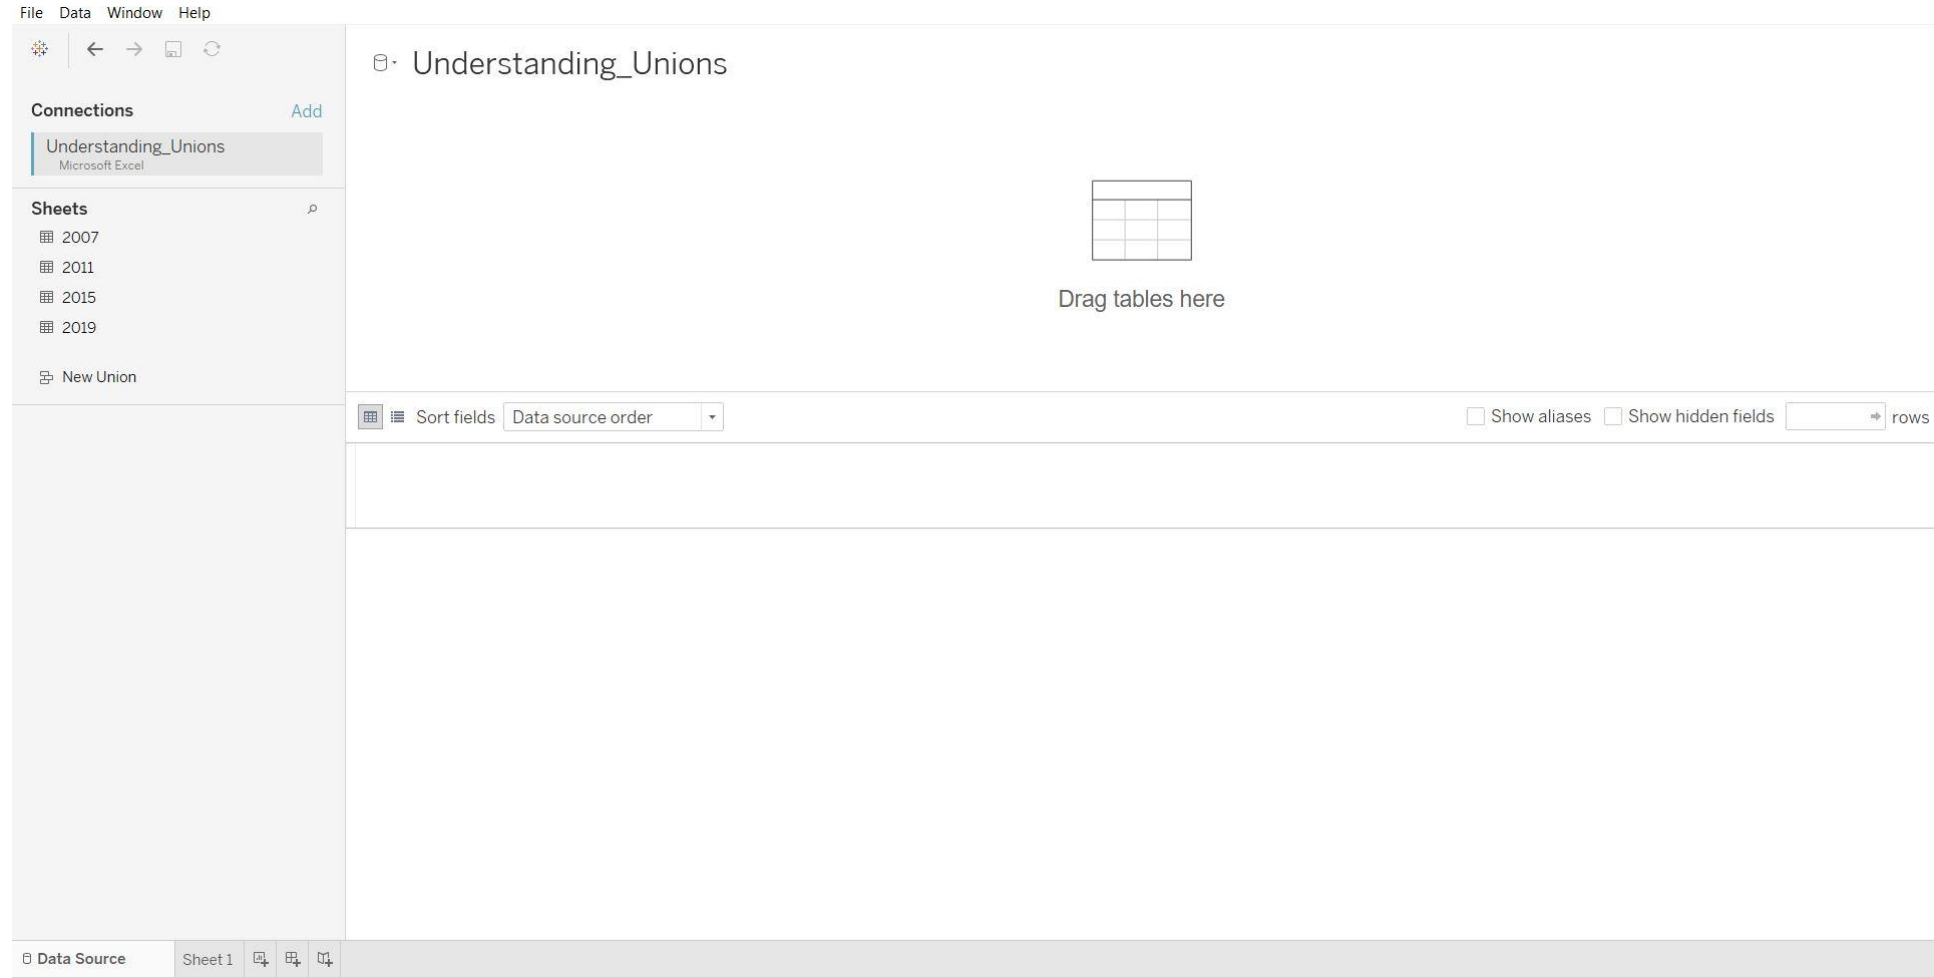 File Data Window Help
Understanding_Unions
Connections Add
Understanding_Unions
Microsoft Excel
Sheets
2007
2011
2015
2019
New Union
Drag tables here
Sort fields Data source order Show aliases Show hidden fields rows
Data Source Sheet 1